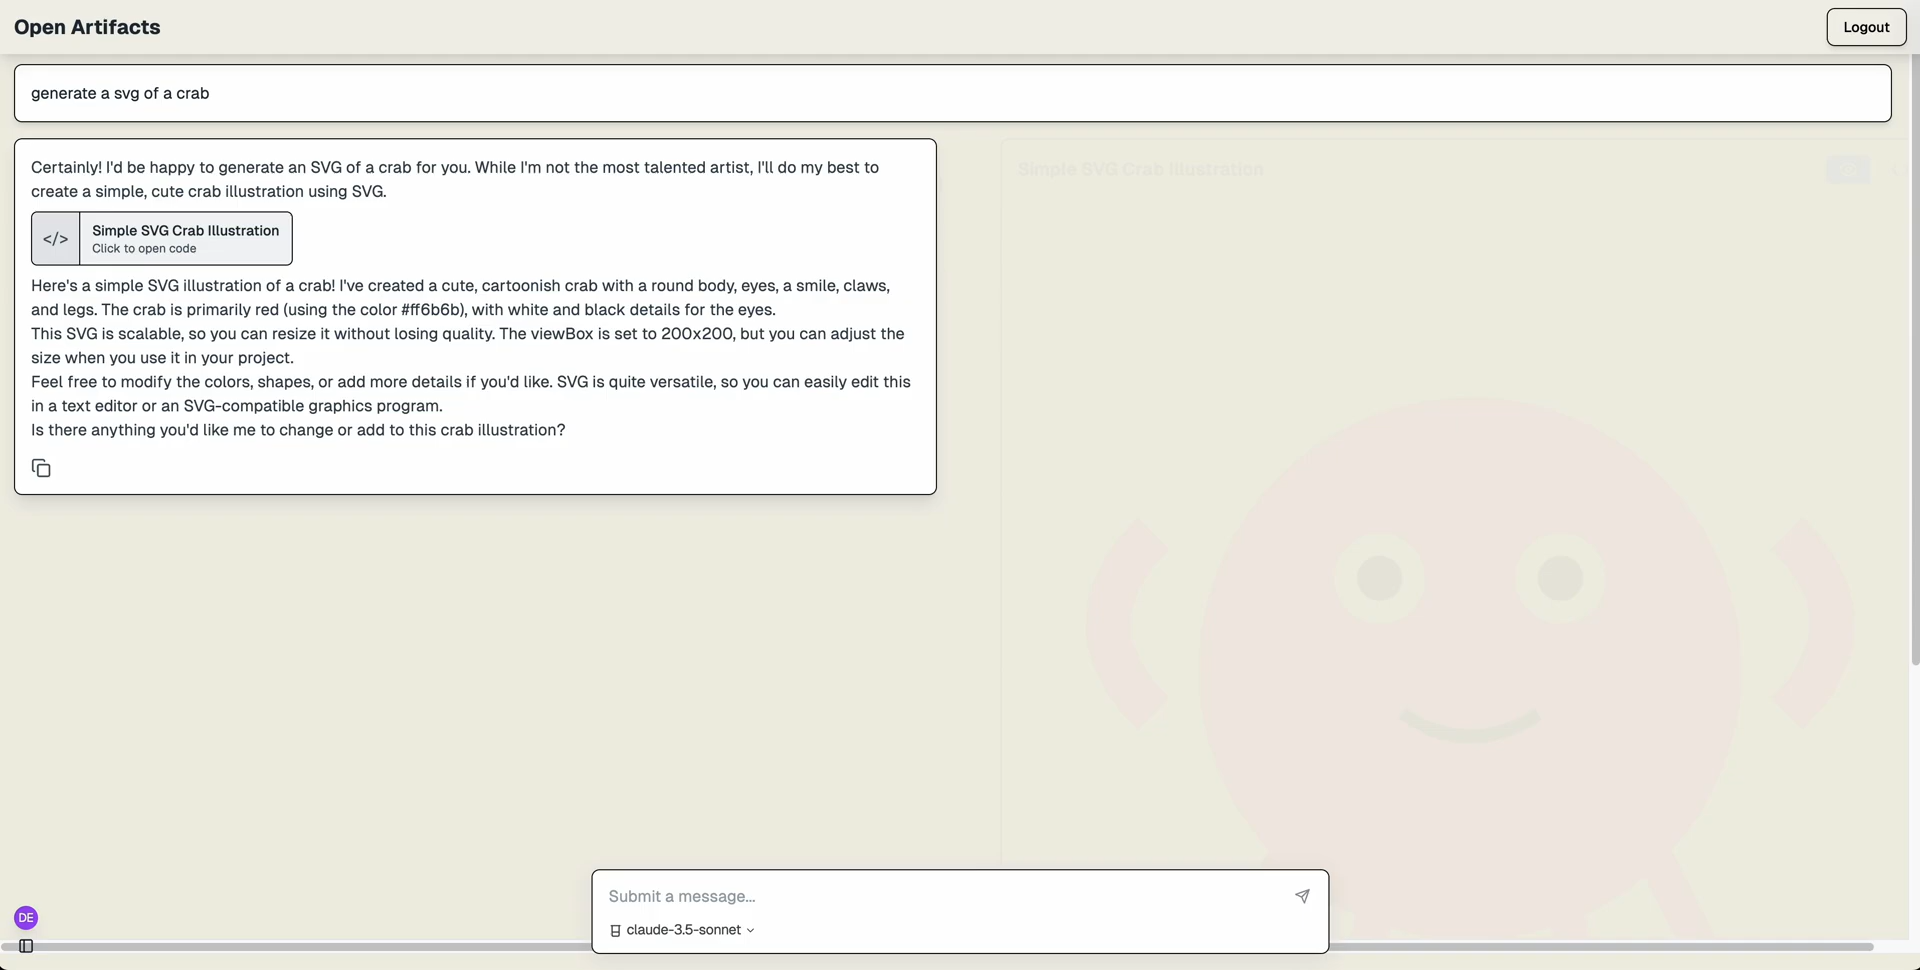 Open Artifacts
Logout
generate a svg of a crab
Certainly! I'd be happy to generate an SVG of a crab for you. While I'm not the most talented artist, I'll do my best to
create a simple, cute crab illustration using SVG.
</>
Simple SVG Crab Illustration
Click to open code
Here's a simple SVG illustration of a crab! I've created a cute, cartoonish crab with a round body, eyes, a smile, claws,
and legs. The crab is primarily red (using the color #ff6b6b), with white and black details for the eyes.
This SVG is scalable, so you can resize it without losing quality. The viewBox is set to 200x200, but you can adjust the
size when you use it in your project.
Feel free to modify the colors, shapes, or add more details if you'd like. SVG is quite versatile, so you can easily edit this
in a text editor or an SVG-compatible graphics program.
Is there anything you'd like me to change or add to this crab illustration?
Simple SVG Crab Illustration
Submit a message...
claude-3.5-sonnet
DE